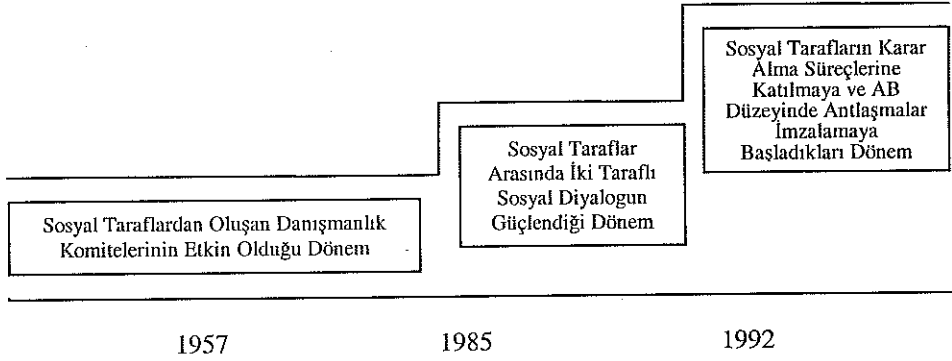 Sosyal Taraflardan Oluşan Danışmanlık
Komitelerinin Etkin Olduğu Dönem
Sosyal Taraflar
Arasında İki Taraflı
Sosyal Diyalogun
Güçlendiği Dönem
Sosyal Tarafların Karar
Alma Süreçlerine
Katılmaya ve AB
Düzeyinde Antlaşmalar
İmzalamaya
Başladıkları Dönem
1957
1985
1992